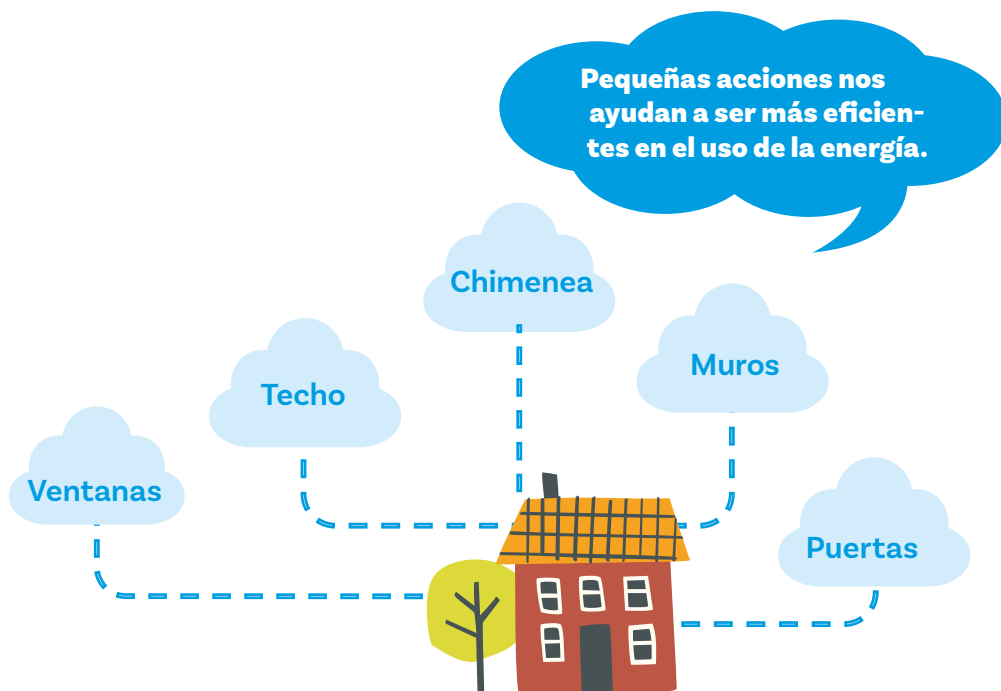 Pequeñas acciones nos
ayudan a ser más eficien-
tes en el uso de la energía.
Chimenea
Muros
Techo
Ventanas
Puertas